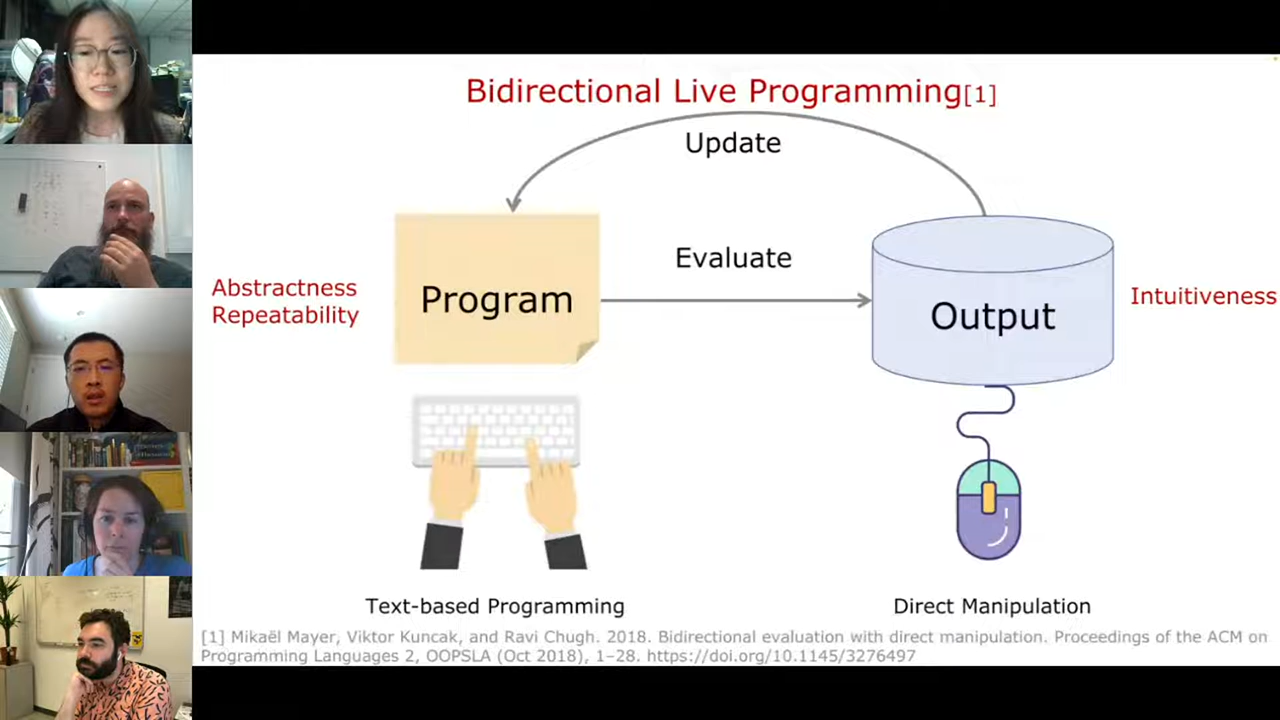 Bidirectional Live Programming[1]
Update
Evaluate
Abstractness
Repeatability
Program
Output
Intuitiveness
Text-based Programming
Direct Manipulation
[1] Mikaël Mayer, Viktor Kuncak, and Ravi Chugh. 2018. Bidirectional evaluation with direct manipulation. Proceedings of the ACM on
Programming Languages 2, OOPSLA (Oct 2018), 1–28. https://doi.org/10.1145/3276497